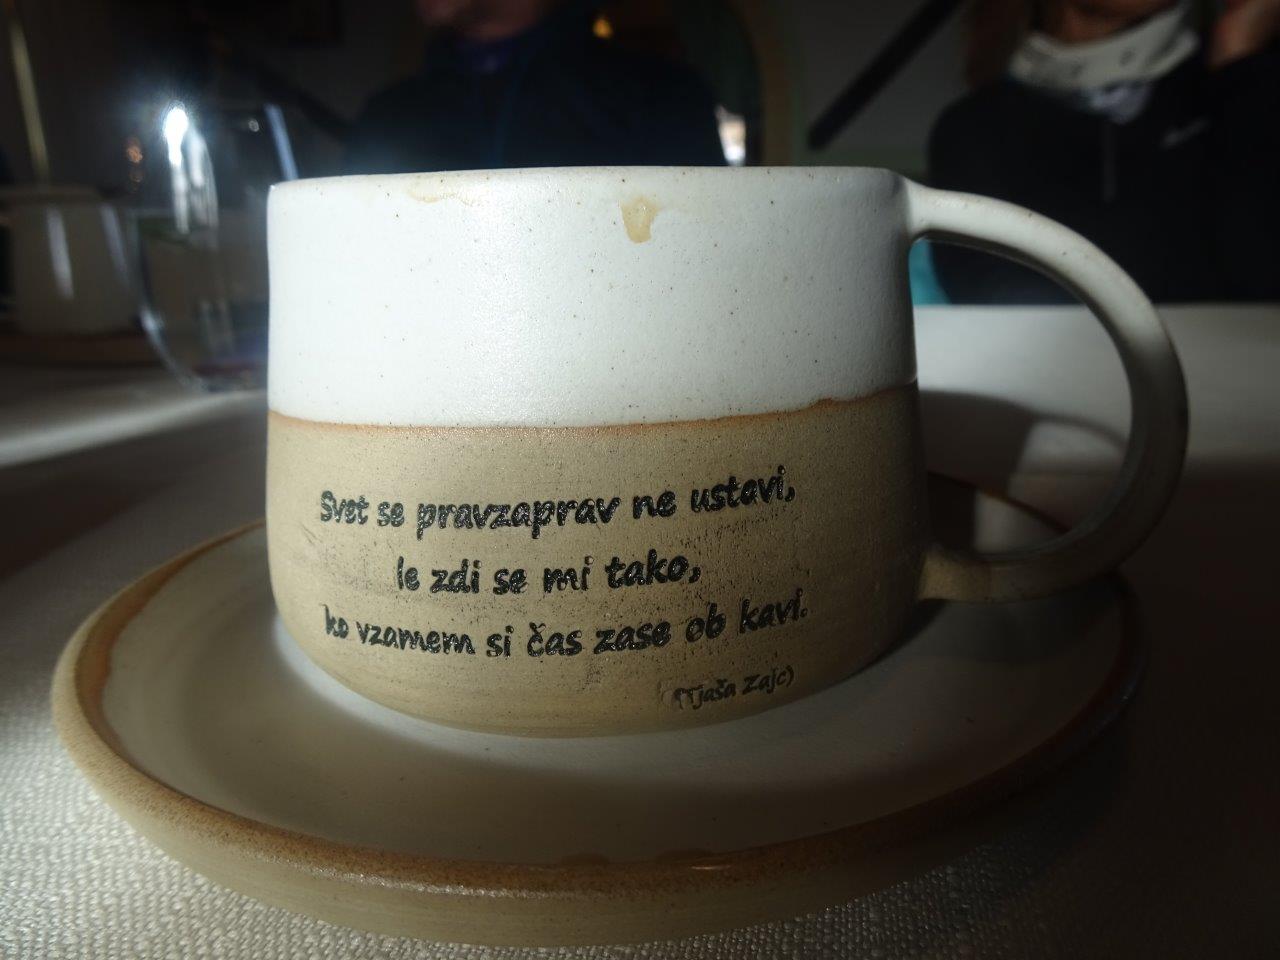 Svet se pravzaprav ne ustavi,
le zdi se mi tako,
ko vzamem si čas zase ob kavi.
(Tjaša Zajc)